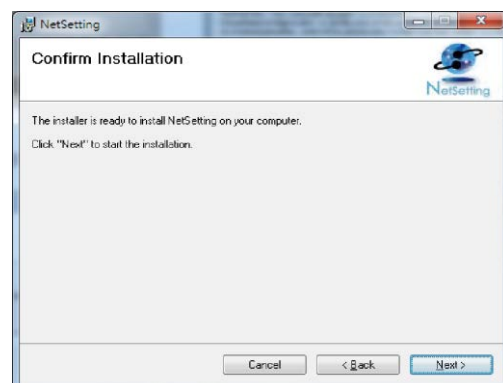 NetSetting
Confirm Installation
NetSetting
The installer is ready to install NetSetting on your computer.
Click "Next" to start the installation.
Cancel
< Back
Next >